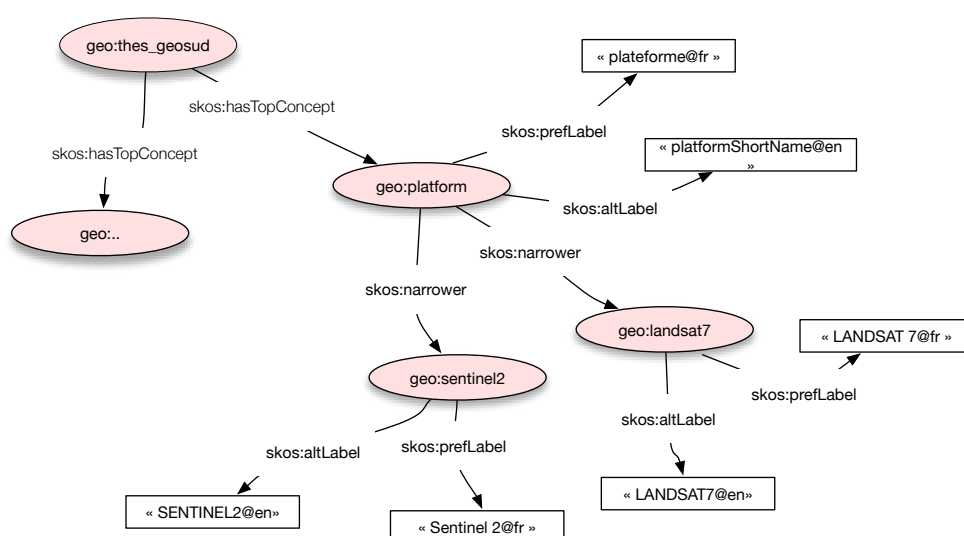 geo:thes_geosud
« plateforme@fr »
skos:hasTopConcept
skos:prefLabel
skos:hasTopConcept
« platformShortName@en
»
geo:platform
skos:altLabel
geo:..
skos:narrower
skos:narrower
geo:landsat7
« LANDSAT 7@fr »
geo:sentinel2
skos:prefLabel
skos:altLabel
skos:altLabel
skos:prefLabel
« LANDSAT7@en»
« SENTINEL2@en»
« Sentinel 2@fr »